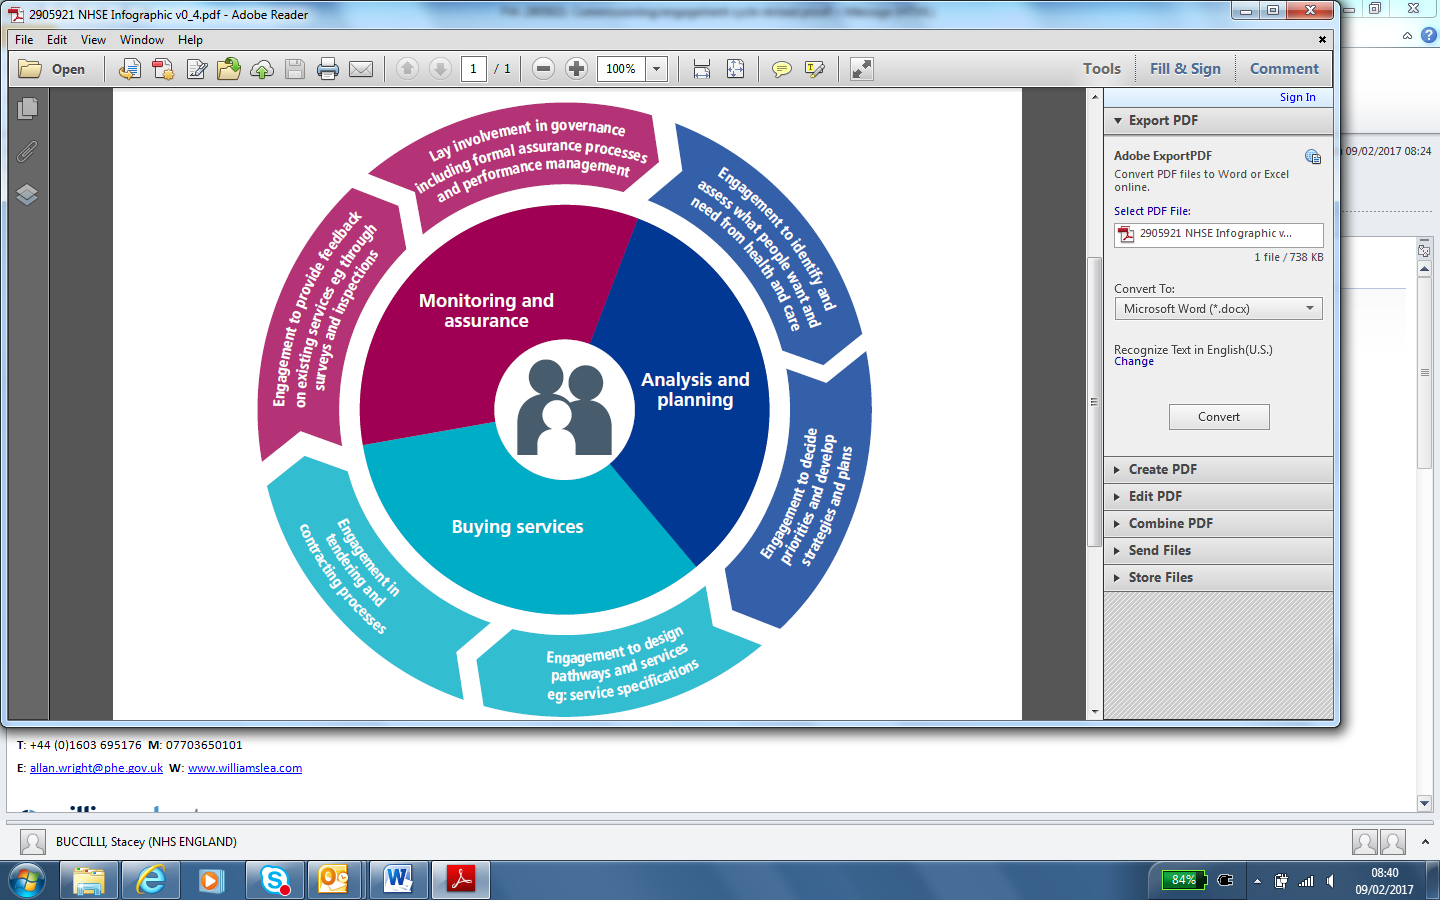 2905921 NHSE Infographic v0_4.pdf - Adobe Reader
File Edit View Window Help
Open
1 / 1
100%
Tools
Fill & Sign
Comment
Sign In
Export PDF
Adobe ExportPDF
Convert PDF files to Word or Excel
online.
Select PDF File:
2905921 NHSE Infographic v...
1 file / 738 KB
Convert To:
Microsoft Word (*.docx)
Recognize Text in English(U.S.)
Change
Convert
Create PDF
Edit PDF
Combine PDF
Send Files
Store Files
09/02/2017 08:24
Lay involvement in governance
including formal assurance processes
and performance management
Engagement to identify and
assess what people want and
need from health and care
Engagement to decide
priorities and develop
strategies and plans
Engagement to design
pathways and services
eg: service specifications
Engagement in
tendering and
contracting processes
Engagement to provide feedback
on existing services eg through
surveys and inspections
Monitoring and
assurance
Analysis and
planning
Buying services
T: +44 (0)1603 695176 M: 07703650101
E: allan.wright@phe.gov.uk W: www.williamslea.com
BUCCILLI, Stacey (NHS ENGLAND)
84%
08:40
09/02/2017